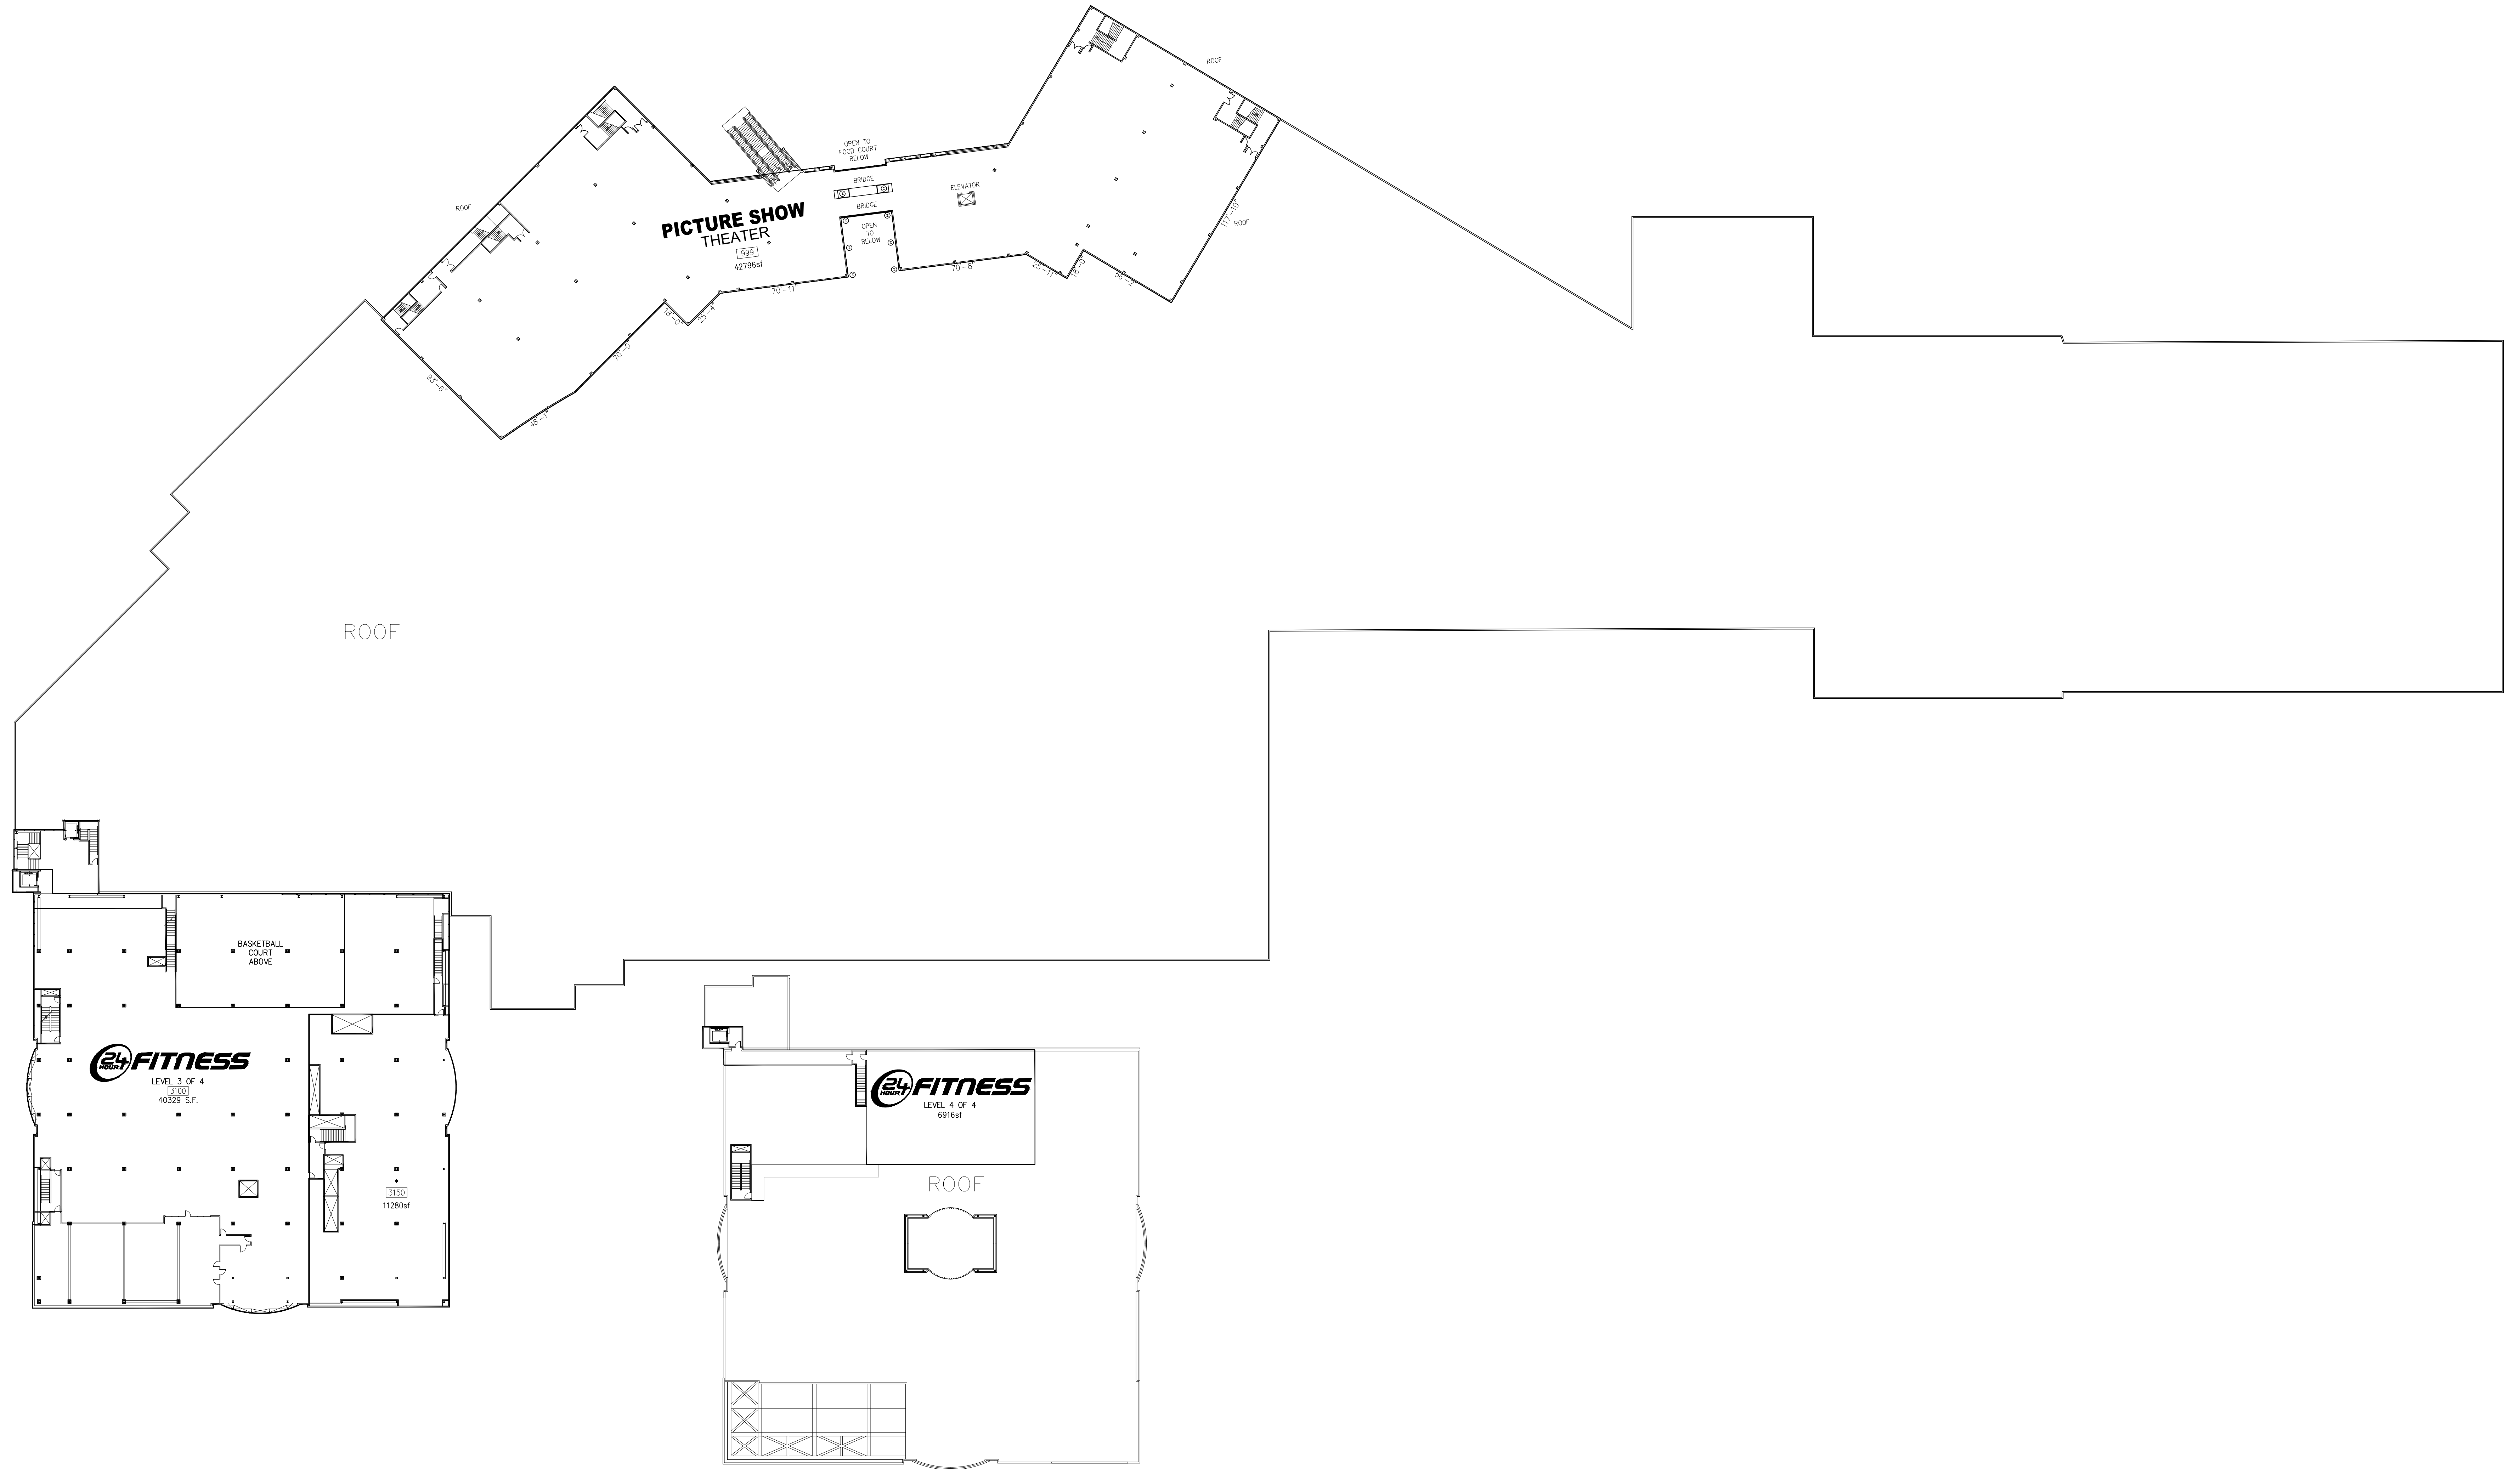 ROOF
OPEN TO
FOOD COURT
BELOW
BRIDGE
ELEVATOR
ROOF
PICTURE SHOW
THEATER
999
42796sf
BRIDGE
OPEN
TO
BELOW
117'-10"
ROOF
70'-11"
70'-8"
25'-11"
18'-0"
56'-2"
18'-0"
25'-4"
70'-0"
93'-6"
48'-1"
ROOF
BASKETBALL
COURT
ABOVE
24 HOUR FITNESS
LEVEL 3 OF 4
3100
40329 S.F.
3150
11280sf
24 HOUR FITNESS
LEVEL 4 OF 4
6916sf
ROOF